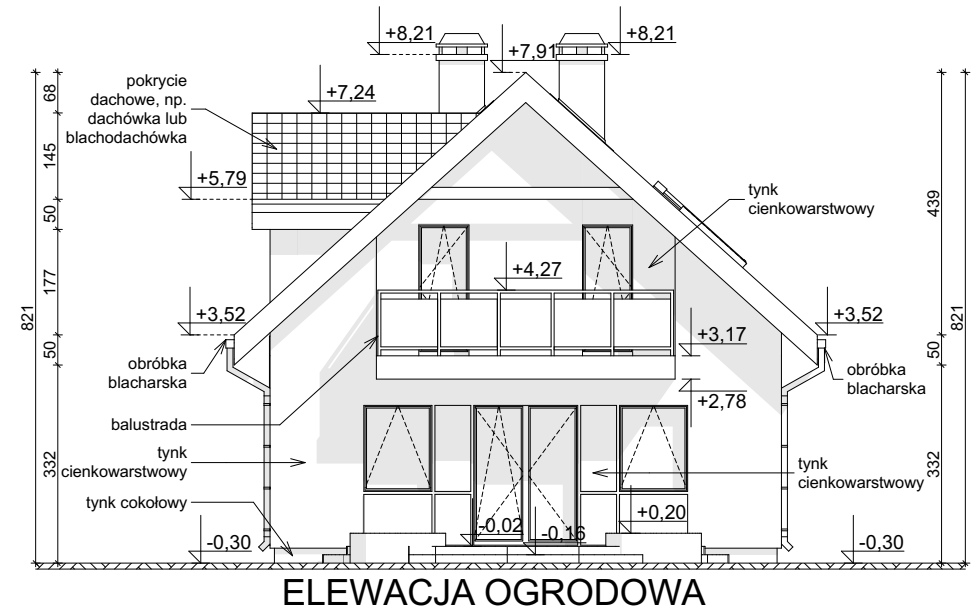 +8,21
+7,91
+8,21
pokrycie
dachowe, np.
dachówka lub
blachodachówka
+7,24
+5,79
tynk
cienkowarstwowy
+4,27
+3,52
+3,52
+3,17
+2,78
obróbka
blacharska
obróbka
blacharska
balustrada
tynk
cienkowarstwowy
tynk
cienkowarstwowy
tynk cokołowy
-0,02
-0,16
+0,20
-0,30
-0,30
68
145
50
177
50
332
821
439
50
332
821
ELEWACJA OGRODOWA